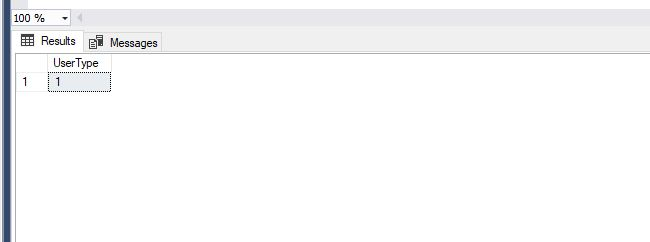 100 %
Results Messages
UserType
1 1